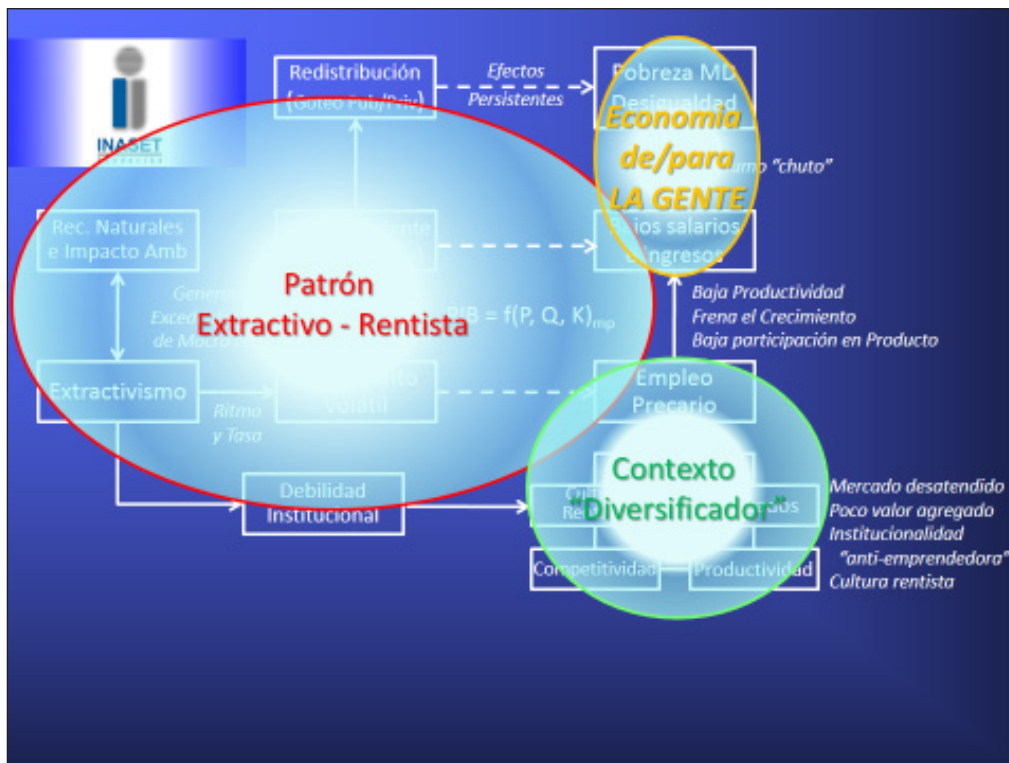 INASET
Redistribución
(Goteo Pub/Priv)
Efectos
Persistentes
Pobreza MD
Desigualdad
Economia
de/para
LA GENTE
"chuto"
Rec. Naturales
e Impacto Amb
Bajos salarios
Ingresos
Patrón
Extractivo - Rentista
PIB = f(P, Q, K)mp
de
Baja Productividad
Frena el Crecimiento
Baja participación en Producto
Extractivismo
Ritmo
y Tasa
Volátil
Empleo
Precario
Contexto
"Diversificador"
Debilidad
Institucional
Competitividad
Productividad
Mercado desatendido
Poco valor agregado
Institucionalidad
"anti-emprendedora"
Cultura rentista